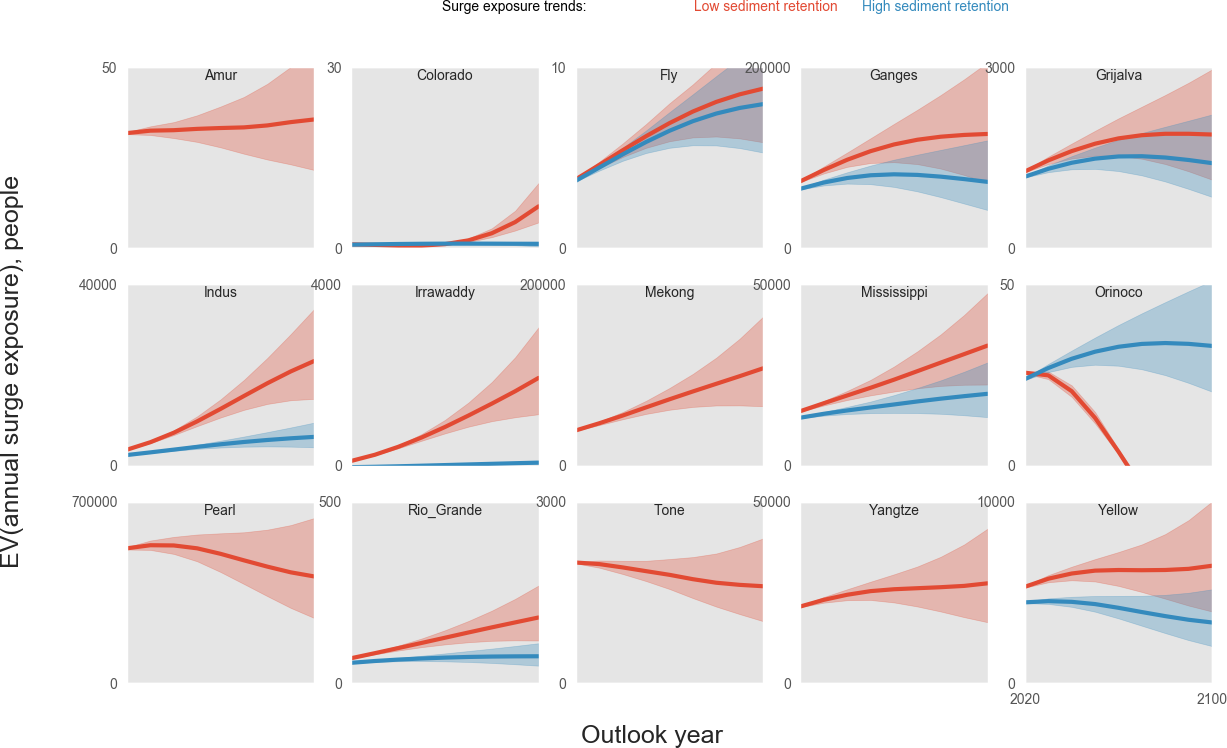 Surge exposure trends: Low sediment retention High sediment retention
50 Amur 30 Colorado 10 Fly 200000 Ganges 3000 Grijalva
0 0 0 0 0
40000 Indus 4000 Irrawaddy 200000 Mekong 50000 Mississippi 50 Orinoco
0 0 0 0 0
700000 Pearl 500 Rio_Grande 3000 Tone 50000 Yangtze 10000 Yellow
0 0 0 0 0
2020 2100
EV(annual surge exposure), people
Outlook year